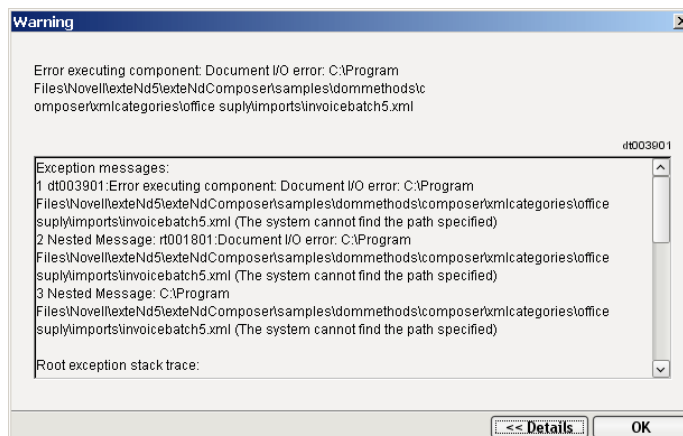 Warning
Error executing component: Document I/O error: C:\Program
Files\Novell\exteNd5\exteNdComposer\samples\dommethods\c
omposer\xmlcategories\office suply\imports\invoicebatch5.xml
dt003901
Exception messages:
1 dt003901:Error executing component: Document I/O error: C:\Program
Files\Novell\exteNd5\exteNdComposer\samples\dommethods\composer\xmlcategories\office
suply\imports\invoicebatch5.xml (The system cannot find the path specified)
2 Nested Message: rt001801:Document I/O error: C:\Program
Files\Novell\exteNd5\exteNdComposer\samples\dommethods\composer\xmlcategories\office
suply\imports\invoicebatch5.xml (The system cannot find the path specified)
3 Nested Message: C:\Program
Files\Novell\exteNd5\exteNdComposer\samples\dommethods\composer\xmlcategories\office
suply\imports\invoicebatch5.xml (The system cannot find the path specified)
Root exception stack trace:
<< Details OK